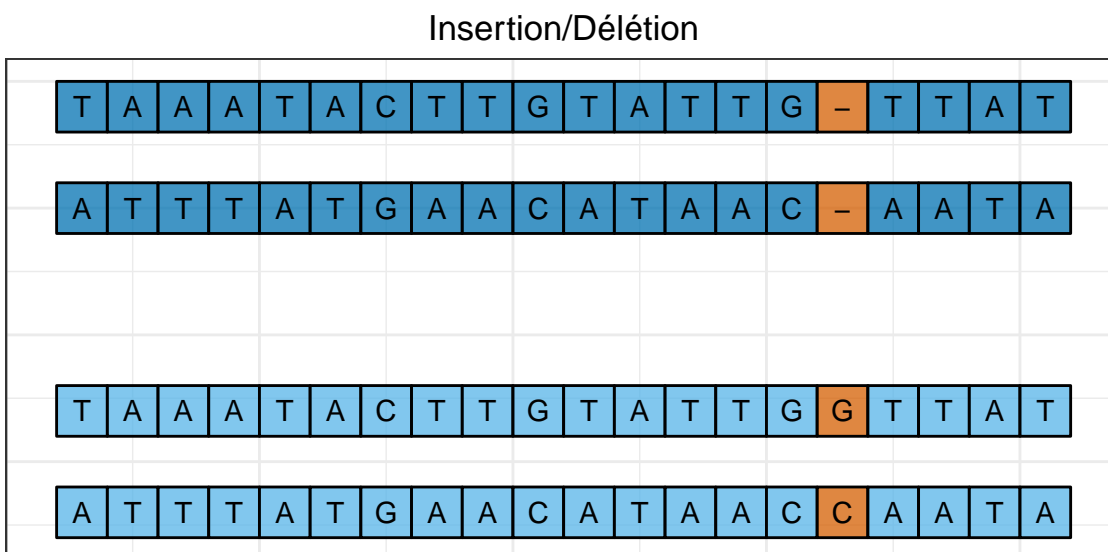 Insertion/Délétion
T A A A T A C T T G T A T T G – T T A T
A T T T A T G A A C A T A A C – A A T A
T A A A T A C T T G T A T T G G T T A T
A T T T A T G A A C A T A A C C A A T A